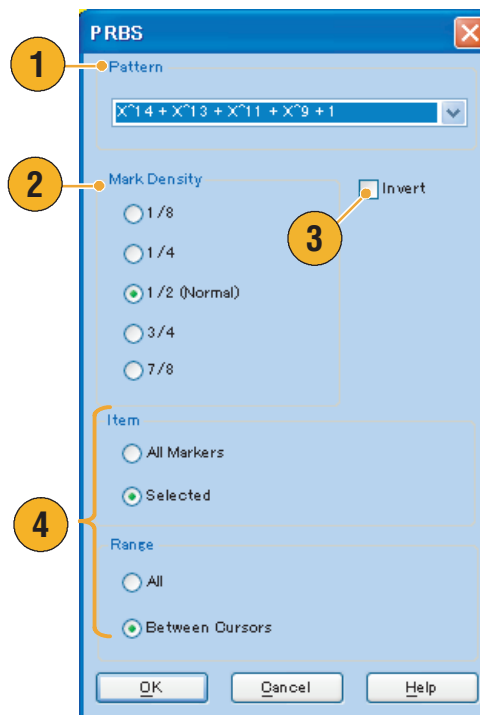 PRBS
1
Pattern
X^14 + X^13 + X^11 + X^9 + 1
2
Mark Density
Invert
3
1/8
1/4
1/2 (Normal)
3/4
7/8
4
Item
All Markers
Selected
Range
All
Between Cursors
OK Cancel Help